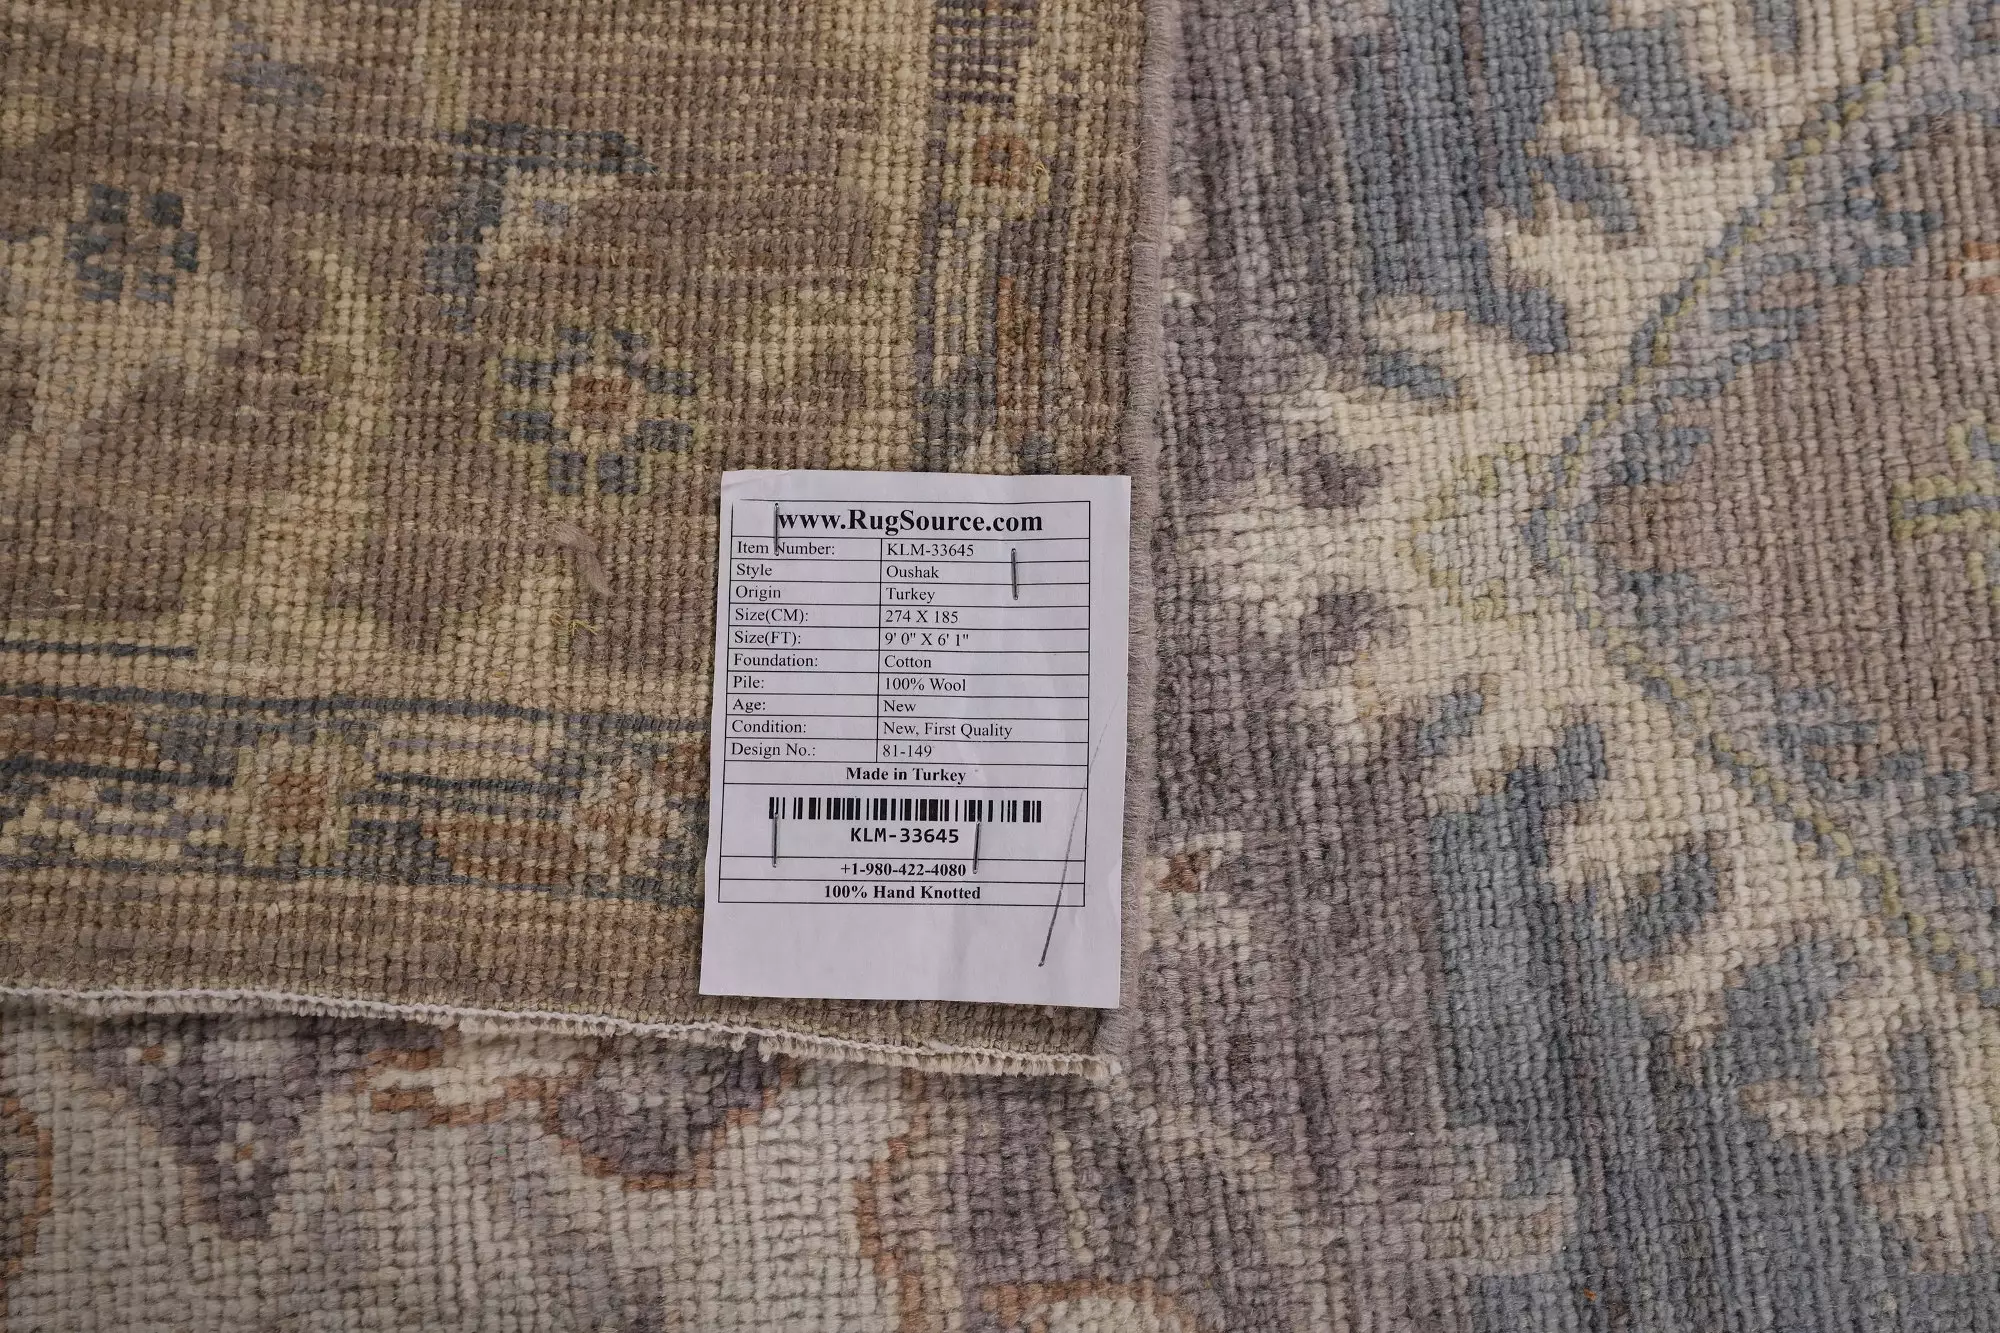 www.RugSource.com
Item Number: KLM-33645
Style Oushak
Origin Turkey
Size(CM): 274 X 185
Size(FT): 9' 0" X 6' 1"
Foundation: Cotton
Pile: 100% Wool
Age: New
Condition: New, First Quality
Design No.: 81-149
Made in Turkey
KLM-33645
+1-980-422-4080
100% Hand Knotted